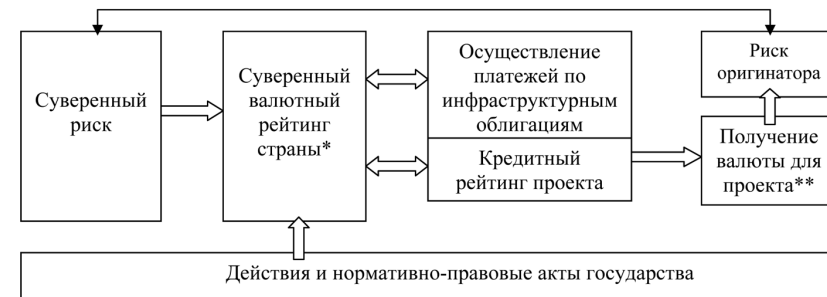 Суверенный
риск
Суверенный
валютный
рейтинг
страны*
Осуществление
платежей по
инфраструктурным
облигациям
Кредитный
рейтинг проекта
Риск
оригинатора
Получение
валюты для
проекта**
Действия и нормативно-правовые акты государства